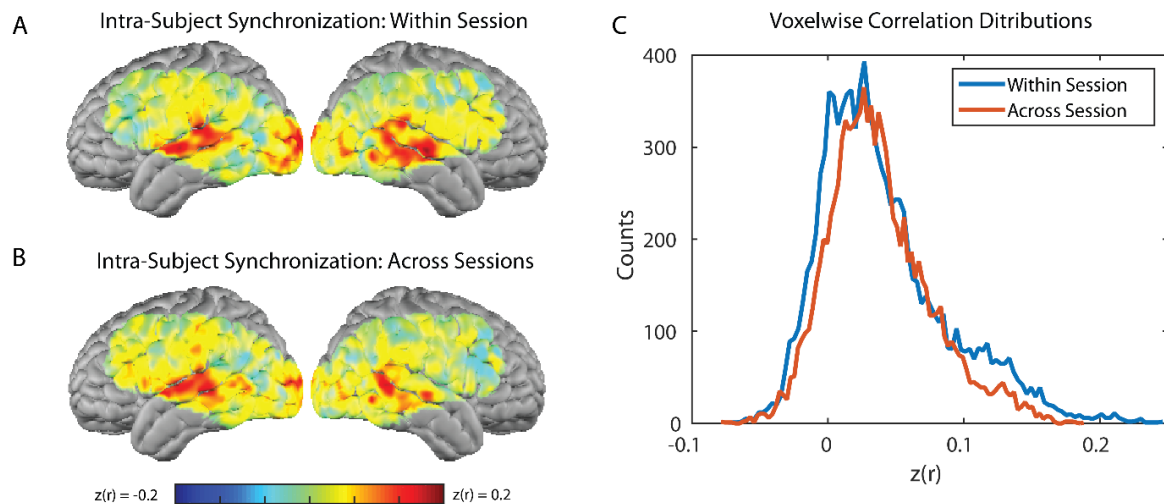 A
Intra-Subject Synchronization: Within Session
B
Intra-Subject Synchronization: Across Sessions
z(r) = -0.2
z(r) = 0.2
C
Voxelwise Correlation Ditributions
Within Session
Across Session
Counts
400
300
200
100
0
-0.1
0
0.1
0.2
z(r)